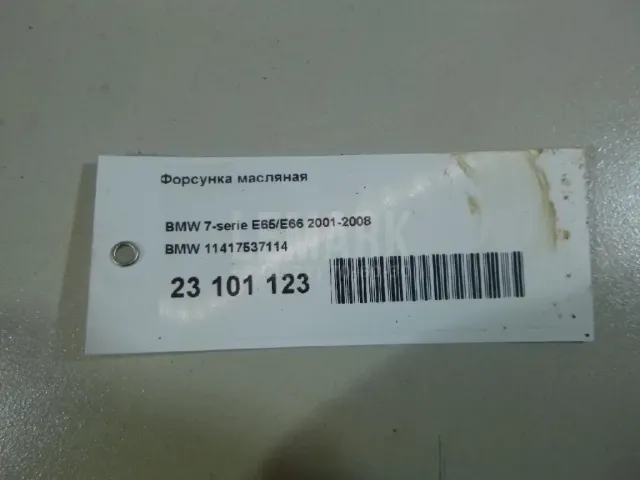 Форсунка масляная
BMW 7-serie E65/E66 2001-2008
BMW 11417537114
23 101 123